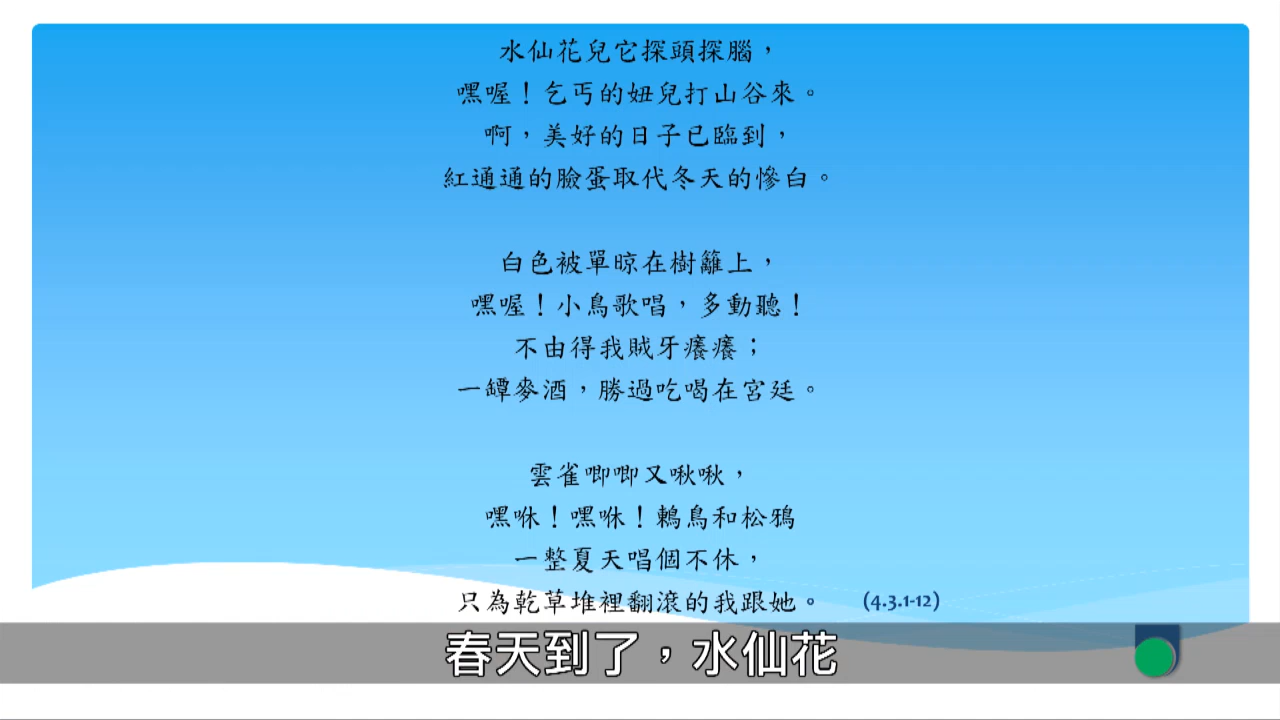 水仙花兒它探頭探腦，
嘿喔！乞丐的妞兒打山谷來。
啊，美好的日子已臨到，
紅通通的臉蛋取代冬天的慘白。
白色被單晾在樹籬上，
嘿喔！小鳥歌唱，多動聽！
不由得我賊牙癢癢；
一罈麥酒，勝過吃喝在宮廷。
雲雀唧唧又啾啾，
嘿咻！嘿咻！鶇鳥和松鴉
一整夏天唱個不休，
只為乾草堆裡翻滾的我跟她。 (4.3.1-12)
春天到了，水仙花